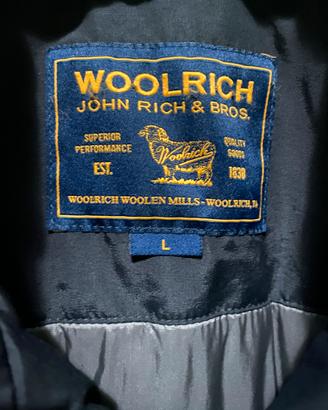 WOOLRICH
JOHN RICH & BROS.
SUPERIOR QUALITY
PERFORMANCE GOODS
Woolrich
EST. 1830
WOOLRICH WOOLEN MILLS - WOOLRICH, Pa
L